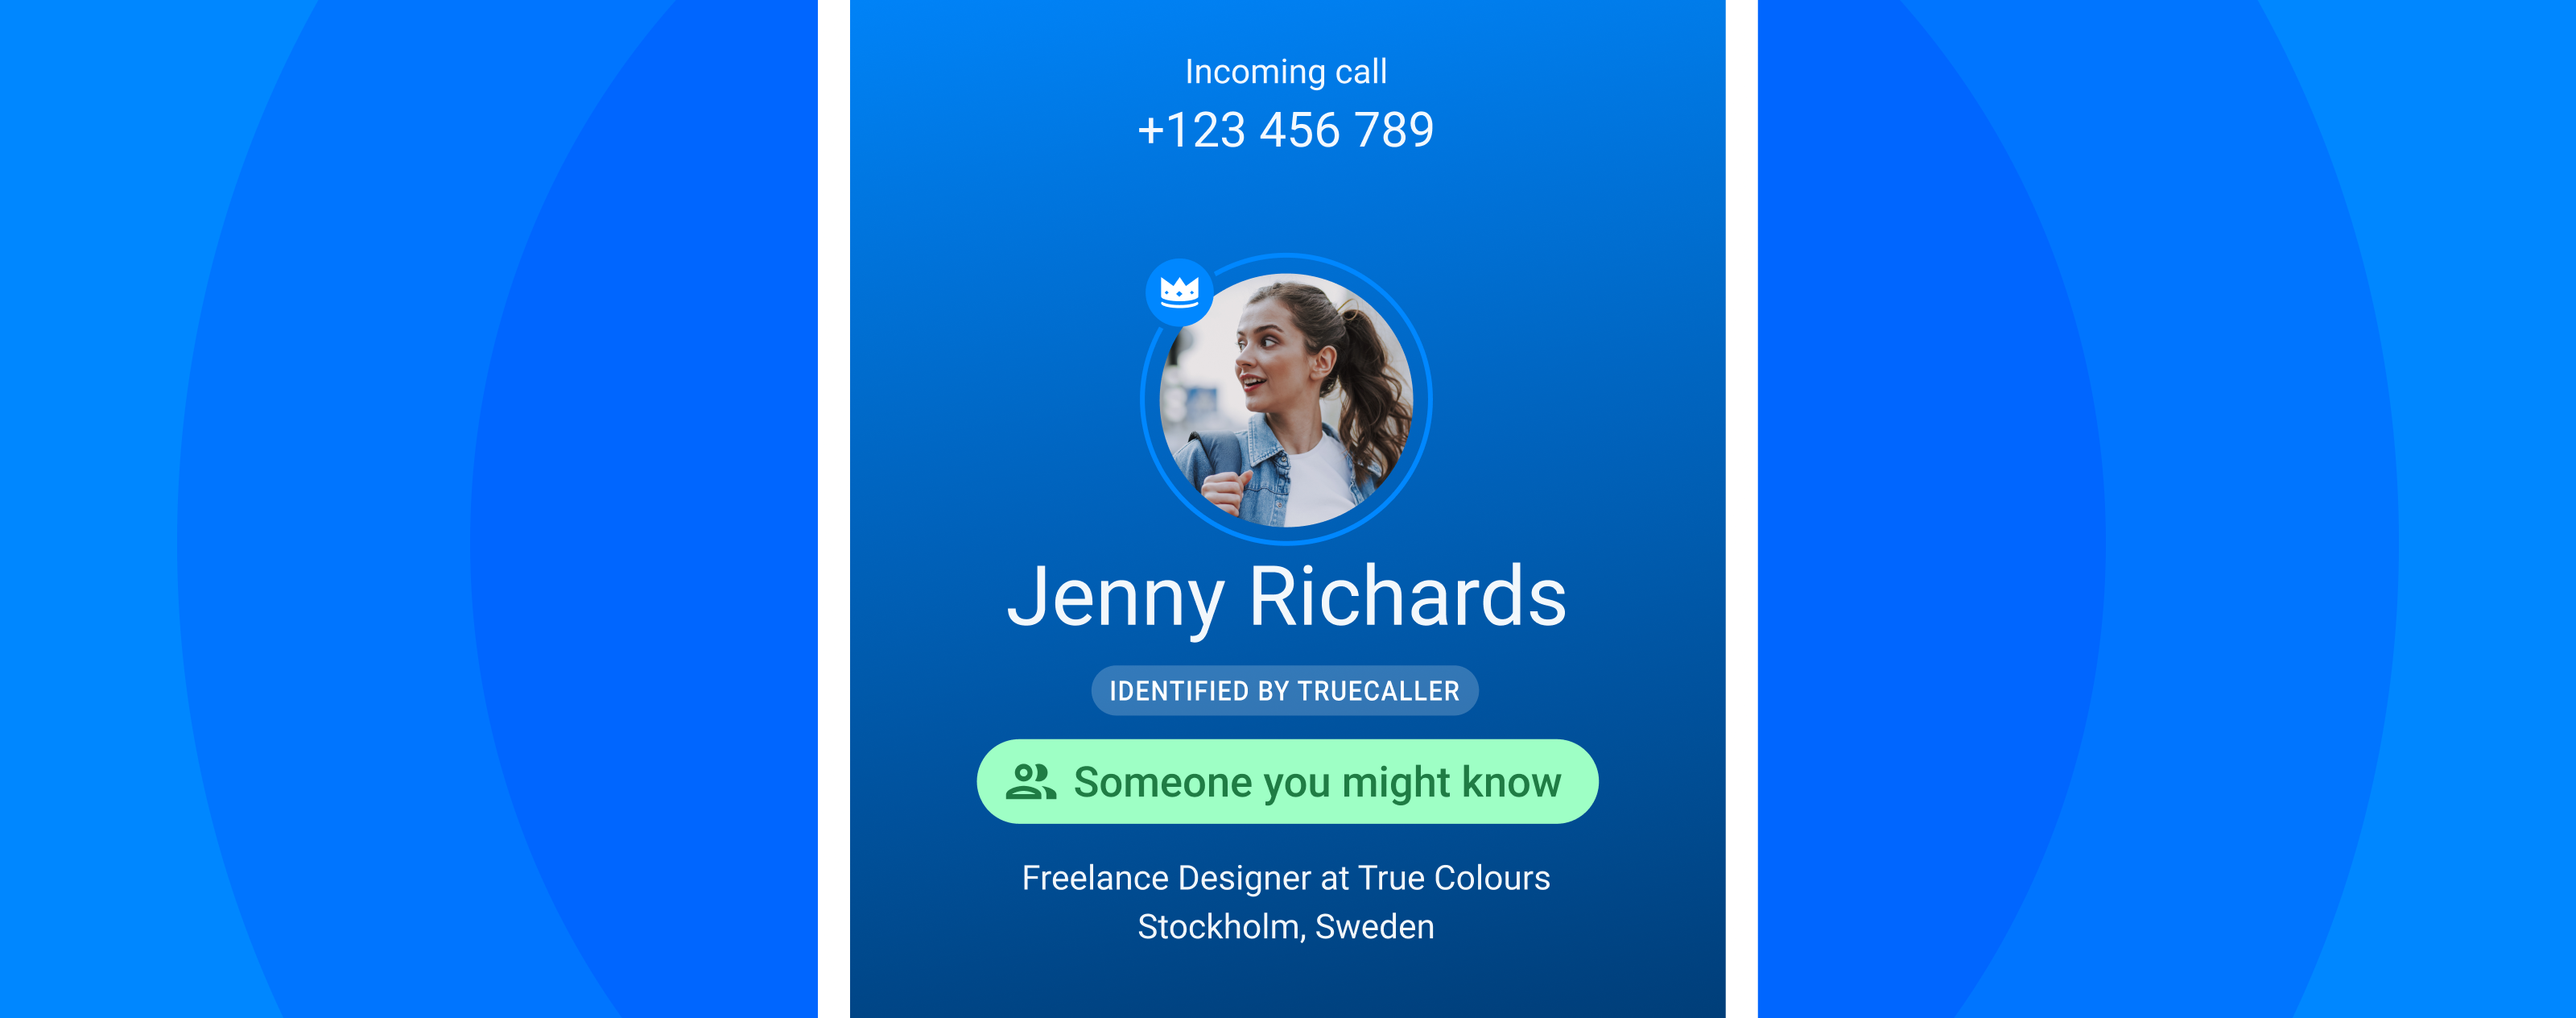 Incoming call
+123 456 789
Jenny Richards
IDENTIFIED BY TRUECALLER
Someone you might know
Freelance Designer at True Colours
Stockholm, Sweden